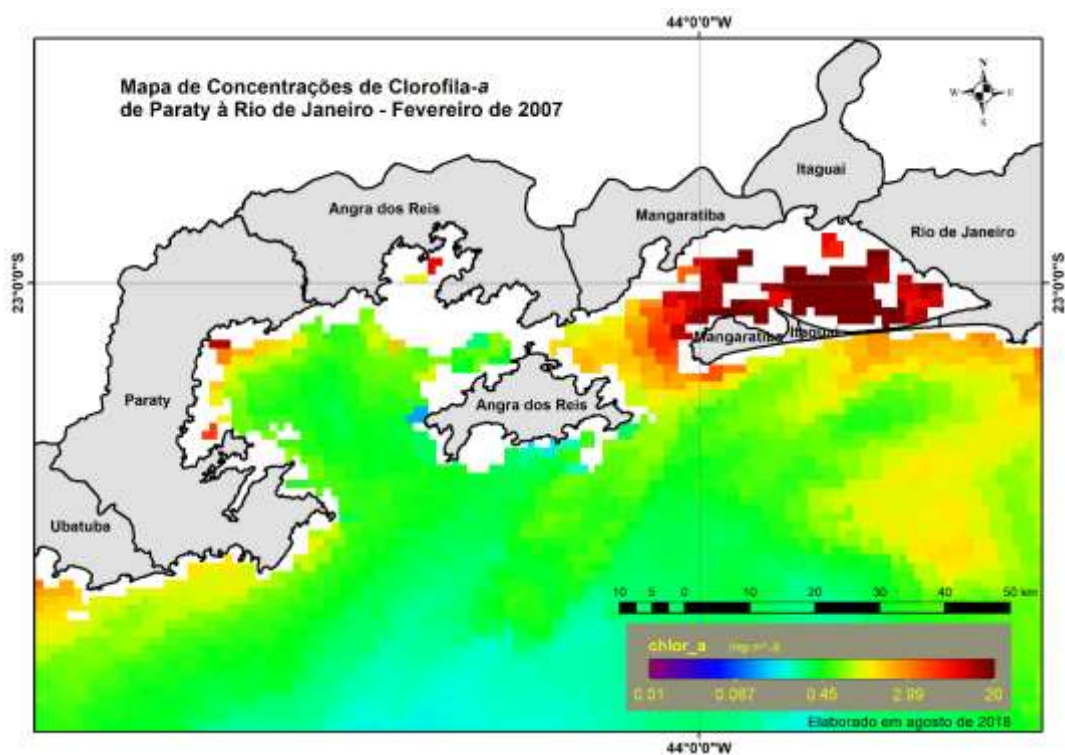 44°0'0"W
Mapa de Concentrações de Clorofila-a
de Paraty à Rio de Janeiro - Fevereiro de 2007
N
W
E
S
Itaguai
Angra dos Reis
Mangaratiba
Rio de Janeiro
23°0'0"S
23°0'0"S
Mangaratiba
Itaguai
Paraty
Angra dos Reis
Ubatuba
10 5 0 10 20 30 40 50 km
chlor_a mg m^-3
0.01 0.067 0.45 2.99 20
Elaborado em agosto de 2018
44°0'0"W